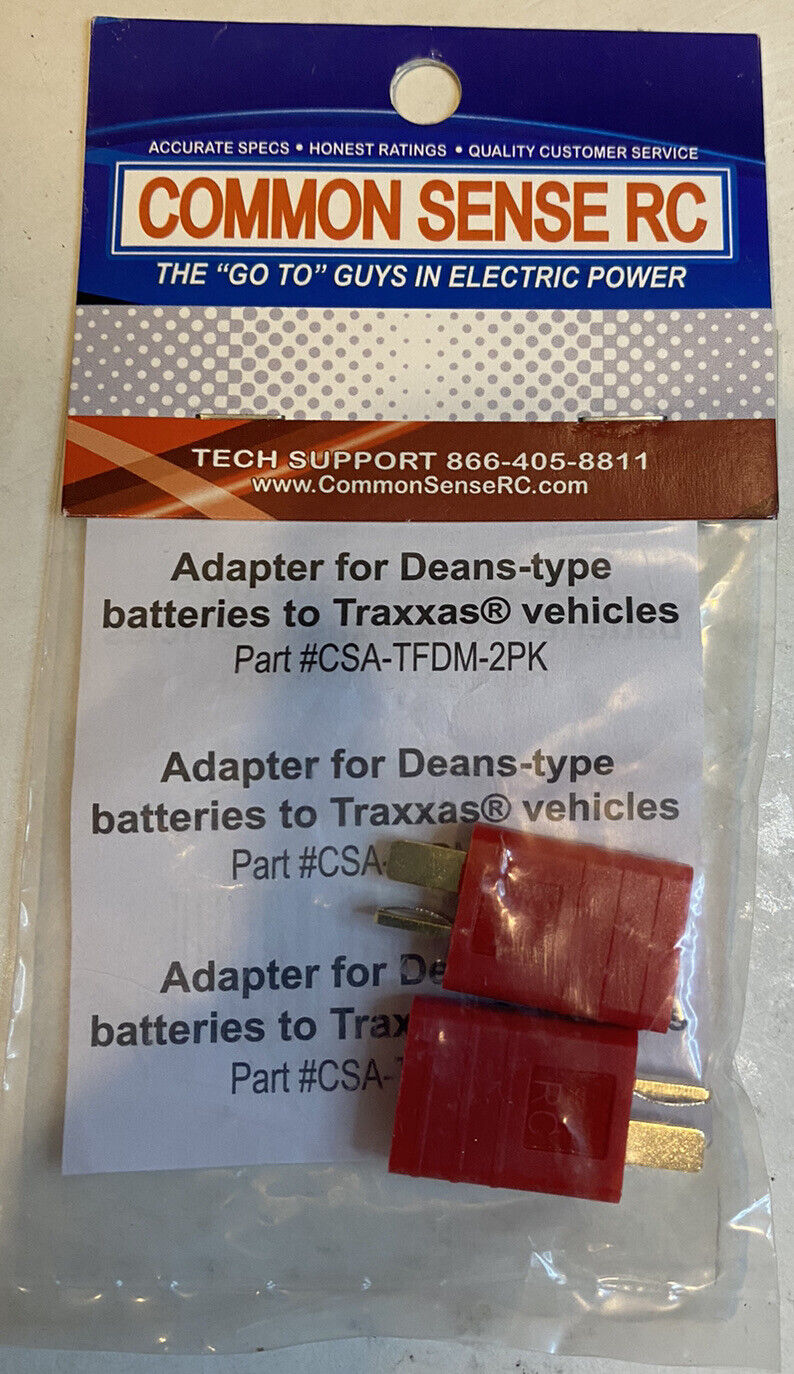 ACCURATE SPECS • HONEST RATINGS • QUALITY CUSTOMER SERVICE
COMMON SENSE RC
THE “GO TO” GUYS IN ELECTRIC POWER
TECH SUPPORT 866-405-8811
www.CommonSenseRC.com
Adapter for Deans-type
batteries to Traxxas® vehicles
Part #CSA-TFDM-2PK
Adapter for Deans-type
batteries to Traxxas® vehicles
Part #CSA-
Adapter for De
batteries to Trax s
Part #CSA-T
RC